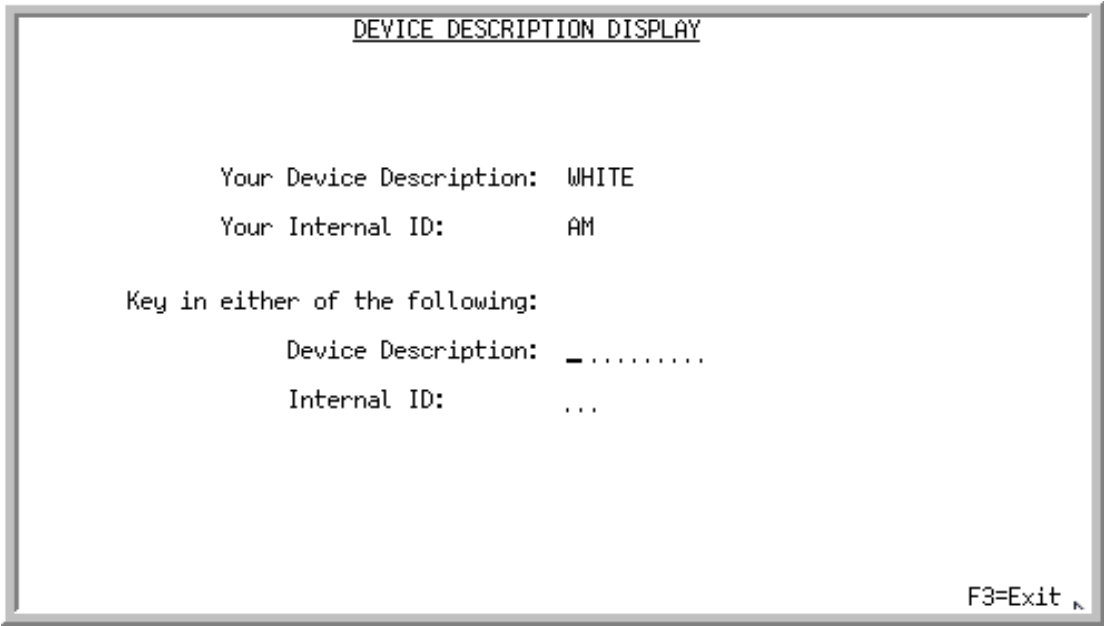 DEVICE DESCRIPTION DISPLAY
Your Device Description: WHITE
Your Internal ID: AM
Key in either of the following:
Device Description: _.........
Internal ID: ...
F3=Exit